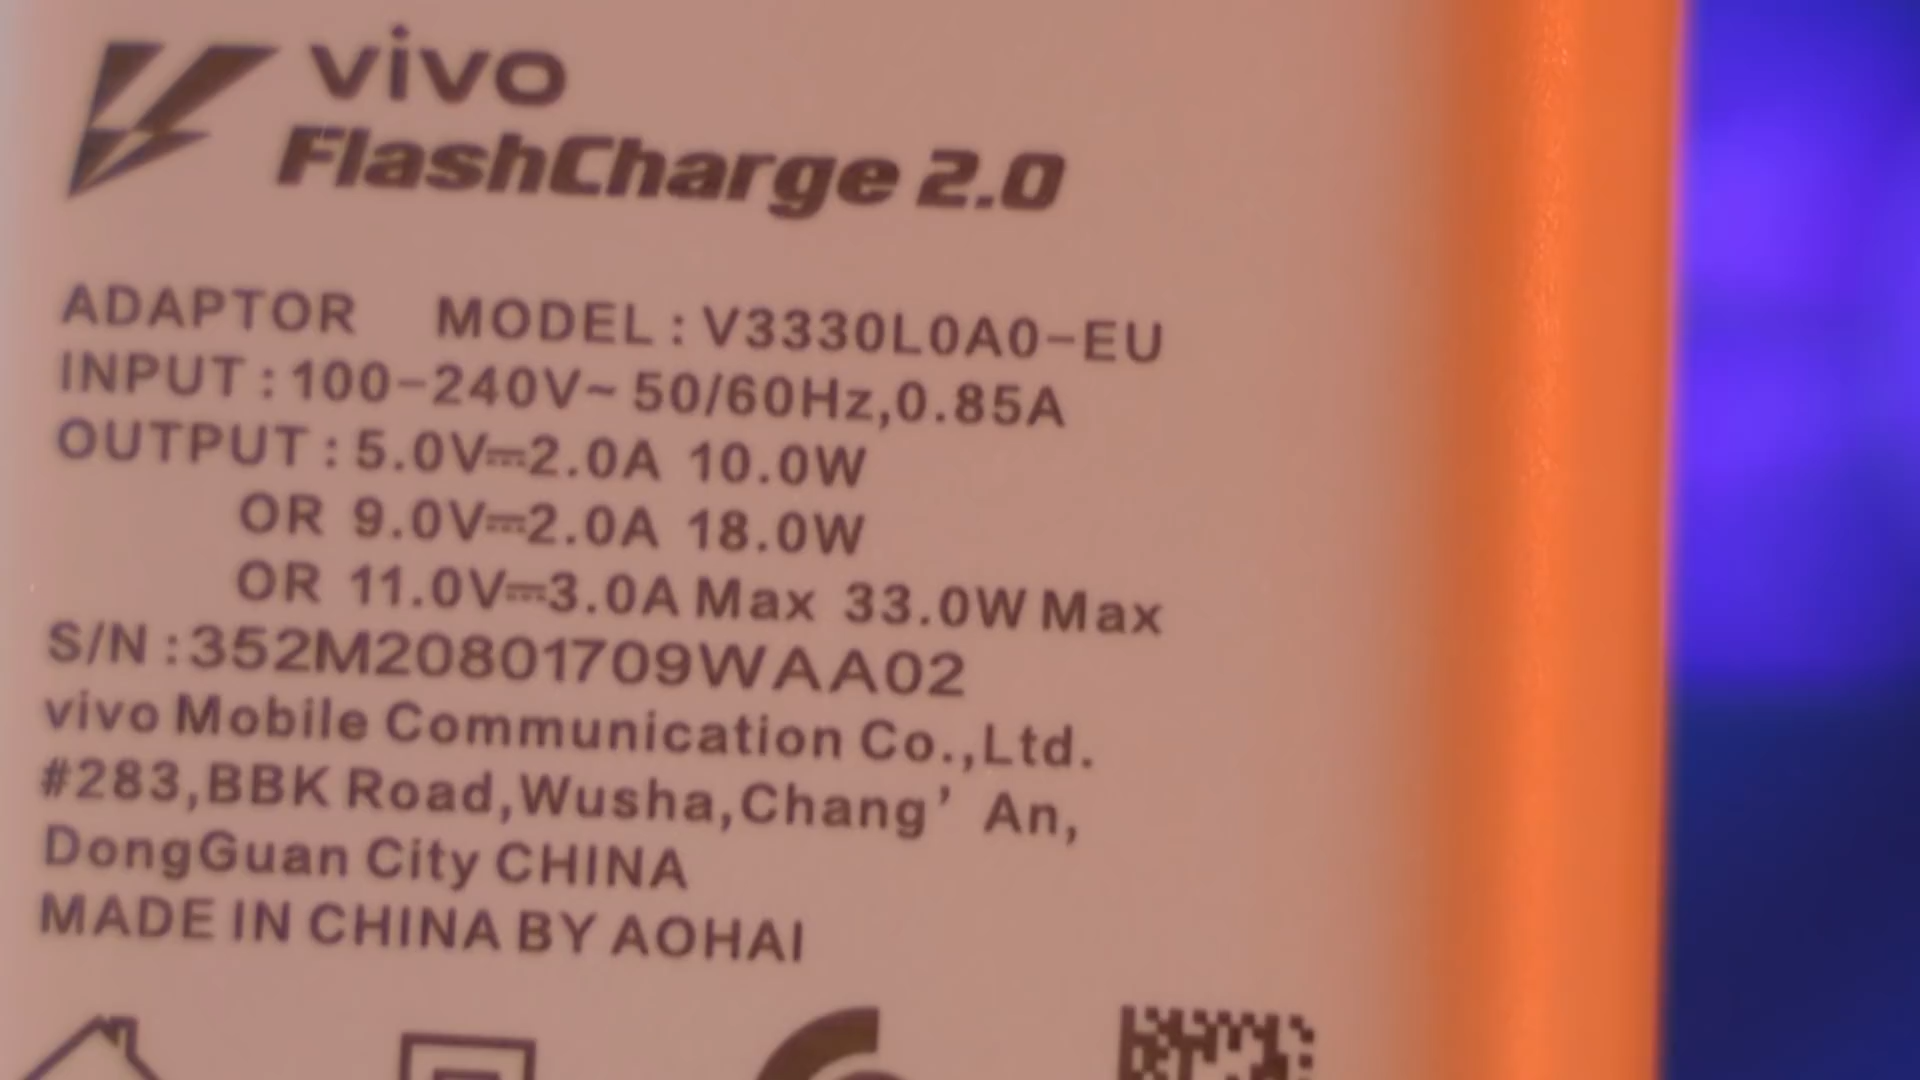 vivo
FlashCharge 2.0
ADAPTOR MODEL : V3330L0A0-EU
INPUT : 100-240V~ 50/60Hz,0.85A
OUTPUT : 5.0V⎓2.0A 10.0W
OR 9.0V⎓2.0A 18.0W
OR 11.0V⎓3.0A Max 33.0W Max
S/N :352M20801709WAA02
vivo Mobile Communication Co.,Ltd.
#283,BBK Road,Wusha,Chang’ An,
DongGuan City CHINA
MADE IN CHINA BY AOHAI